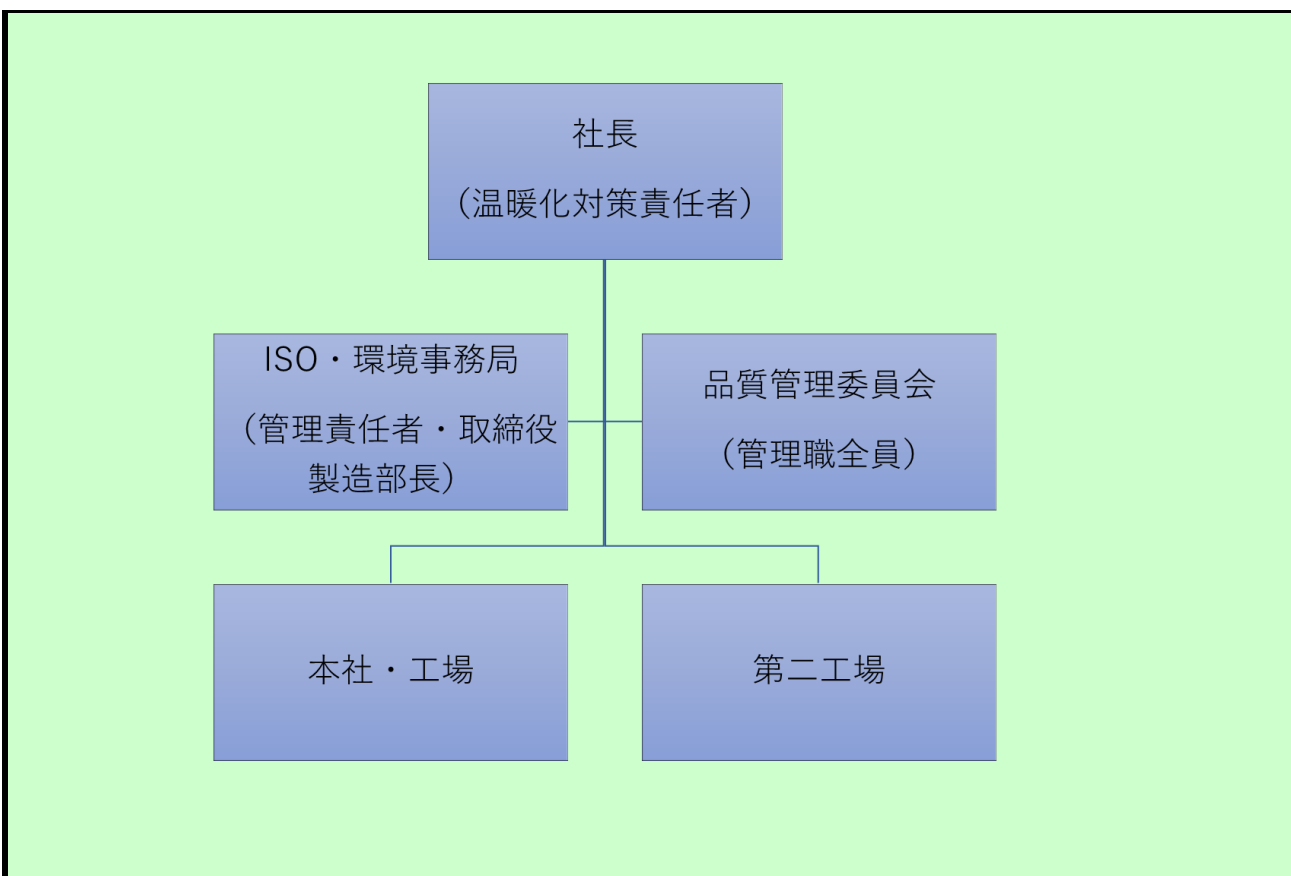 社長
（温暖化対策責任者）
ISO・環境事務局
（管理責任者・取締役
製造部長）
品質管理委員会
（管理職全員）
本社・工場
第二工場